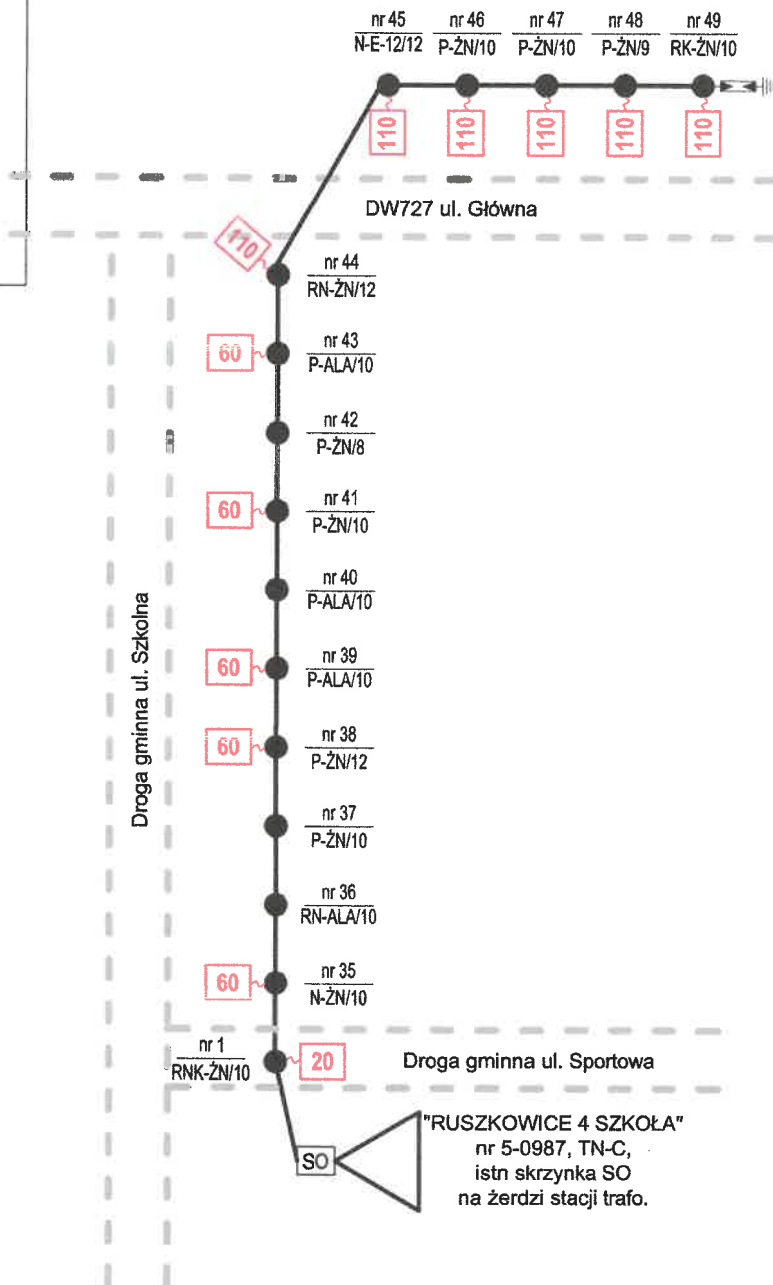 nr 45
N-E-12/12
nr 46
P-ŻN/10
nr 47
P-ŻN/10
nr 48
P-ŻN/9
nr 49
RK-ŻN/10
110
110
110
110
110
DW727 ul. Główna
110
nr 44
RN-ŻN/12
60
nr 43
P-ALA/10
nr 42
P-ŻN/8
60
nr 41
P-ŻN/10
nr 40
P-ALA/10
60
nr 39
P-ALA/10
60
nr 38
P-ŻN/12
nr 37
P-ŻN/10
nr 36
RN-ALA/10
60
nr 35
N-ŻN/10
Droga gminna ul. Szkolna
nr 1
RNK-ŻN/10
20
Droga gminna ul. Sportowa
SO
"RUSZKOWICE 4 SZKOŁA"
nr 5-0987, TN-C,
istn skrzynka SO
na żerdzi stacji trafo.